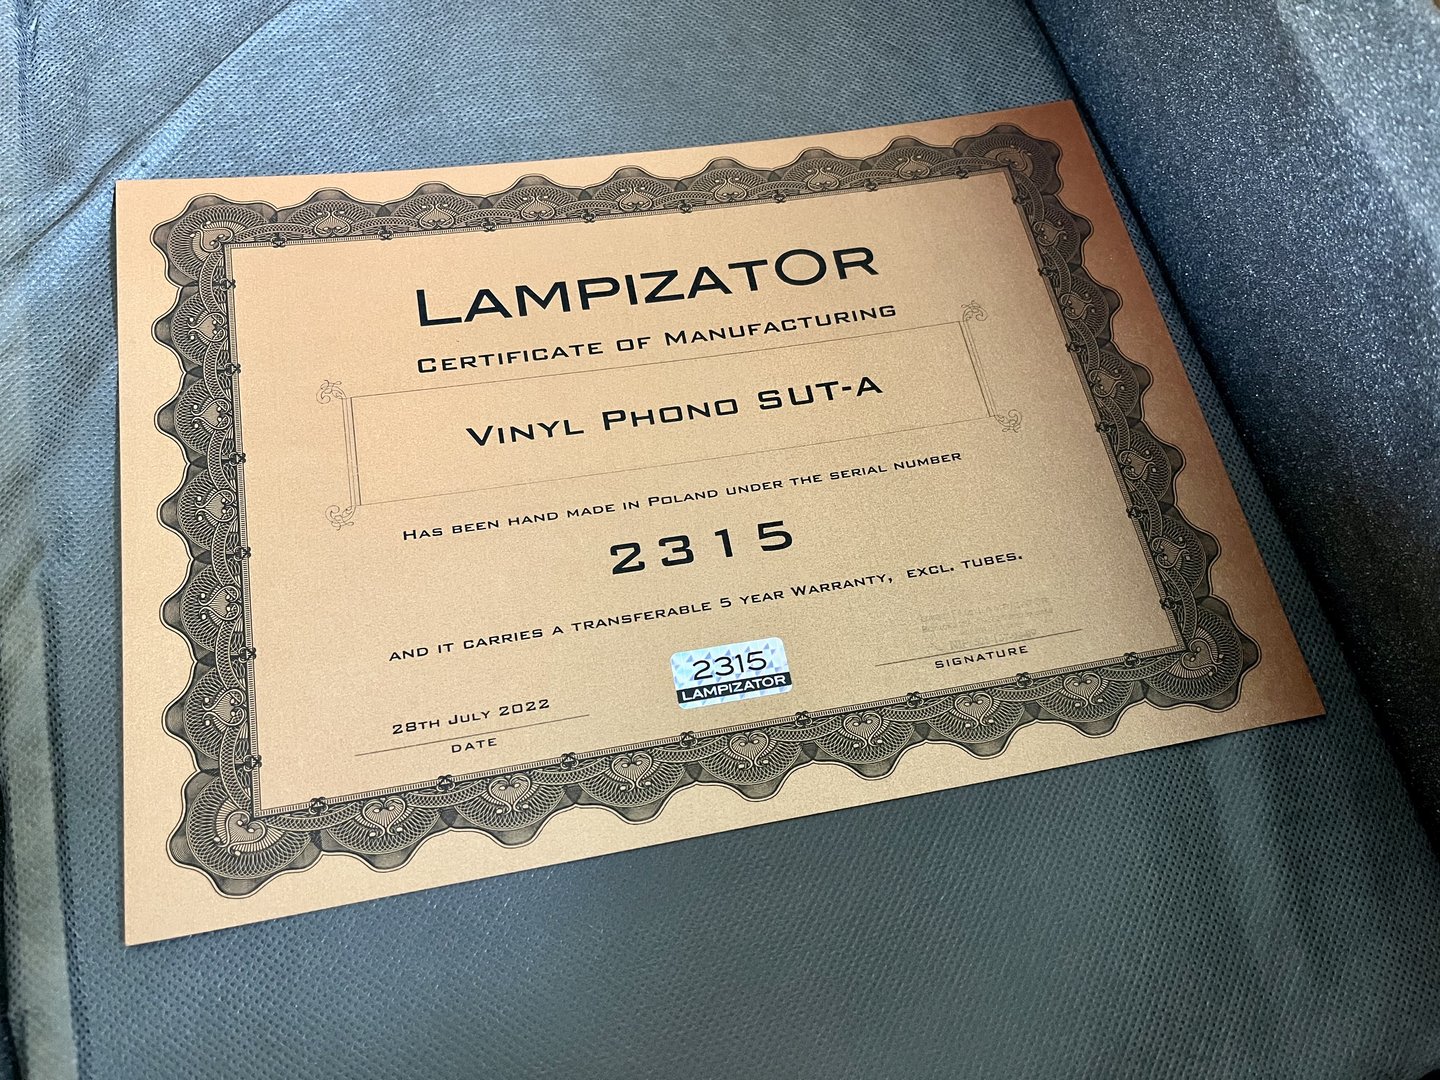 LAMPIZATOR
CERTIFICATE OF MANUFACTURING
VINYL PHONO SUT-A
HAS BEEN HAND MADE IN POLAND UNDER THE SERIAL NUMBER
2315
AND IT CARRIES A TRANSFERABLE 5 YEAR WARRANTY, EXCL. TUBES.
2315
LAMPIZATOR
SIGNATURE
28TH JULY 2022
DATE